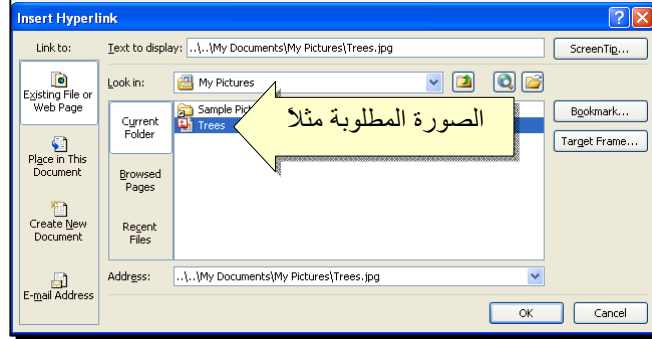 Insert Hyperlink
Link to:
Text to display: ..\..\My Documents\My Pictures\Trees.jpg
ScreenTip...
Existing File or
Web Page
Look in: My Pictures
Current
Folder
Sample Pict
Trees
الصورة المطلوبة مثلاً
Bookmark...
Target Frame...
Place in This
Document
Browsed
Pages
Create New
Document
Recent
Files
E-mail Address
Address: ..\..\My Documents\My Pictures\Trees.jpg
OK
Cancel